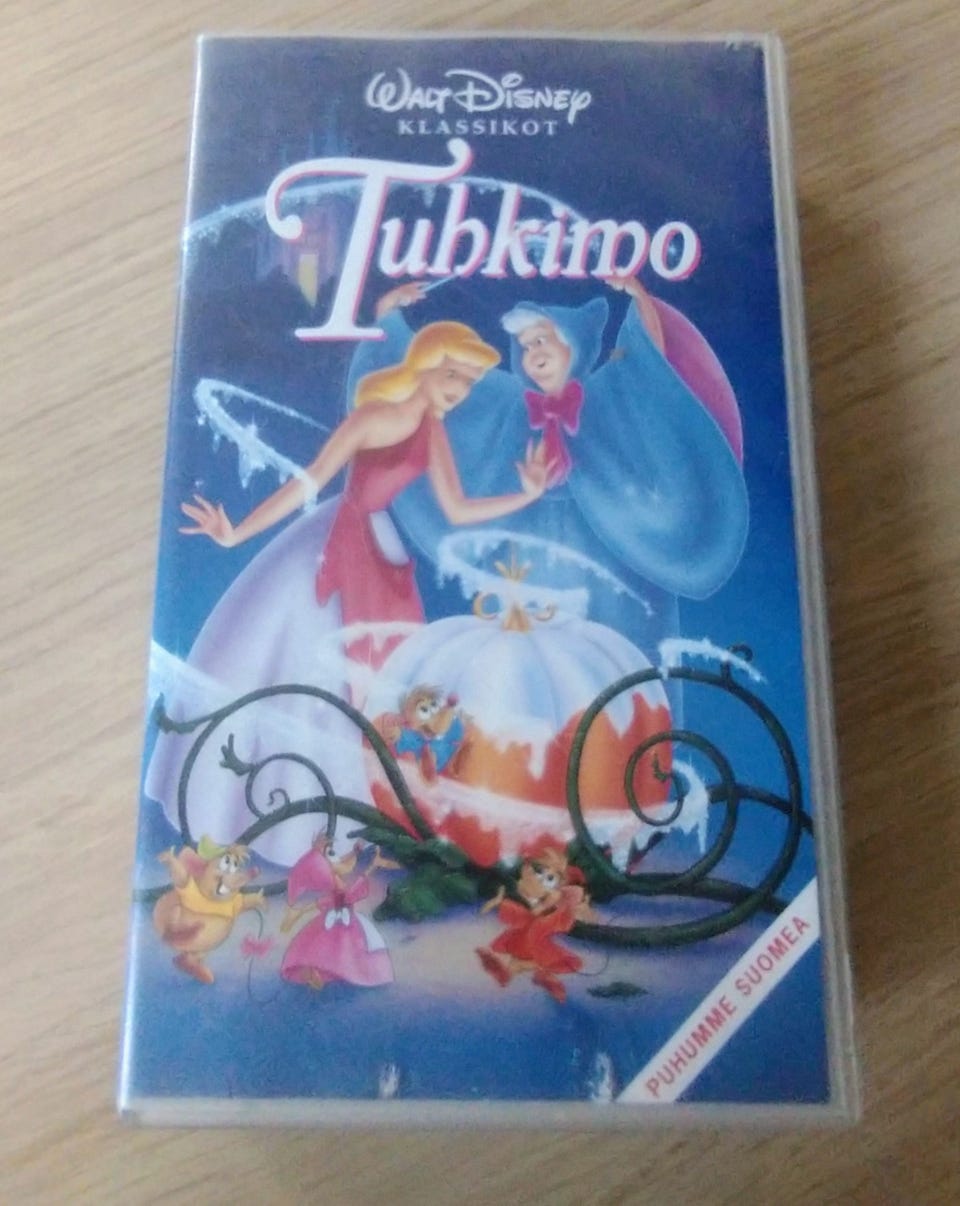 WALT DISNEY
KLASSIKOT
Tuhkimo
PUHUMME SUOMEA